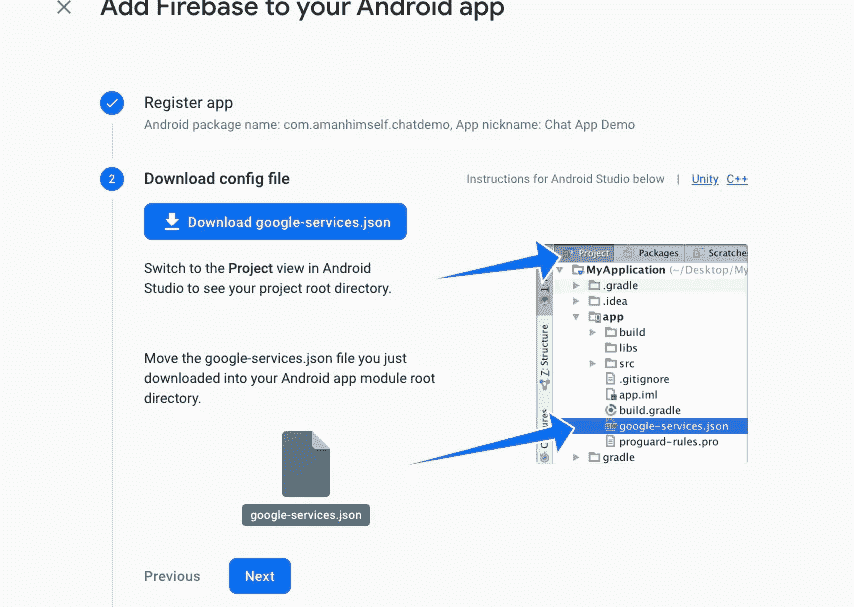 Add Firebase to your Android app
Register app
Android package name: com.amanhimself.chatdemo, App nickname: Chat App Demo
2
Download config file
Instructions for Android Studio below | Unity C++
Download google-services.json
Switch to the Project view in Android
Studio to see your project root directory.
Move the google-services.json file you just
downloaded into your Android app module root
directory.
google-services.json
Previous
Next
Project Packages Scratche
MyApplication (~/Desktop/My
.gradle
.idea
app
build
libs
src
.gitignore
app.iml
build.gradle
google-services.json
proguard-rules.pro
gradle
Z: Structure